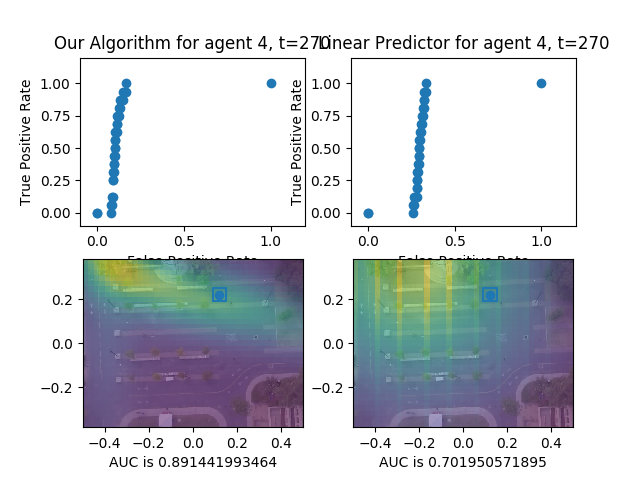 Our Algorithm for agent 4, t=270
Linear Predictor for agent 4, t=270
True Positive Rate
1.00
0.75
0.50
0.25
0.00
0.0 0.5 1.0
False Positive Rate
True Positive Rate
1.00
0.75
0.50
0.25
0.00
0.0 0.5 1.0
False Positive Rate
0.2
0.0
−0.2
−0.4 −0.2 0.0 0.2 0.4
AUC is 0.891441993464
0.2
0.0
−0.2
−0.4 −0.2 0.0 0.2 0.4
AUC is 0.701950571895